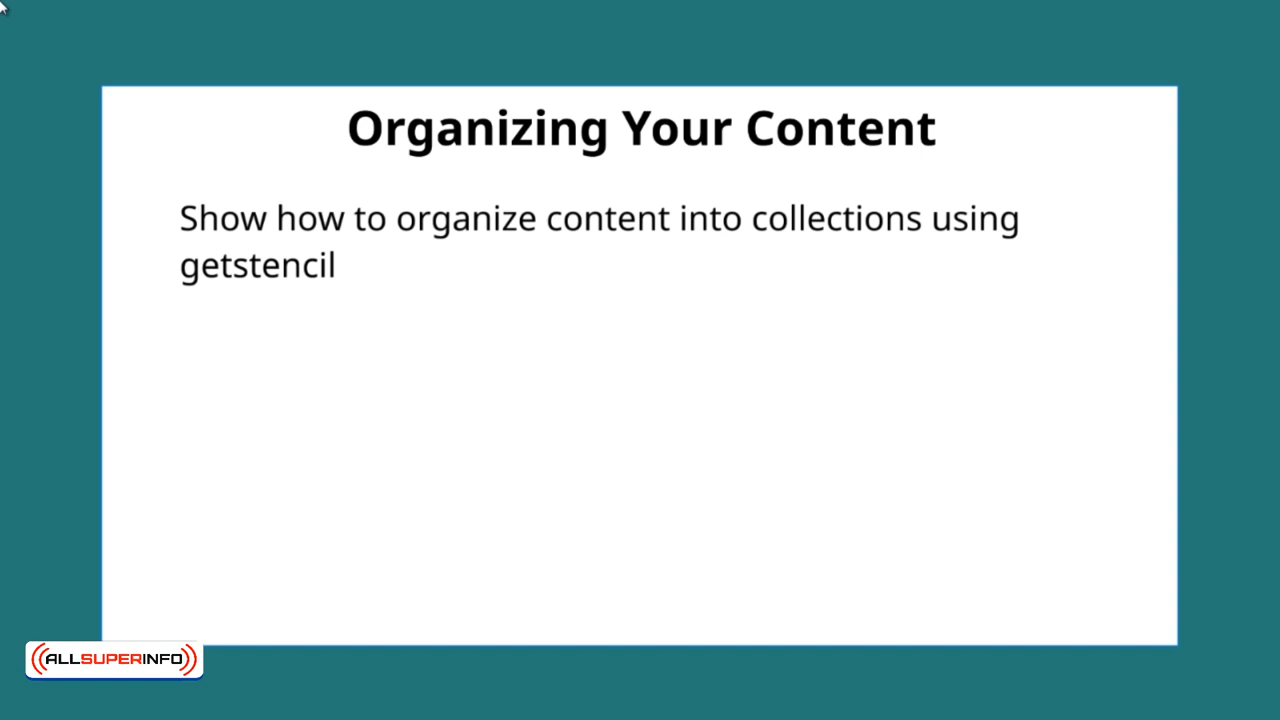 Organizing Your Content
Show how to organize content into collections using
getstencil
ALLSUPERINFO